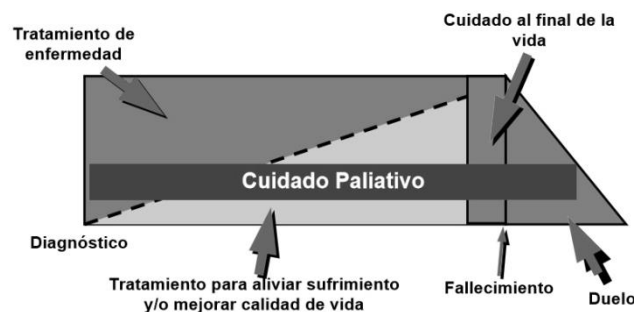 Tratamiento de
enfermedad
Cuidado al final de la
vida
Cuidado Paliativo
Diagnóstico
Tratamiento para aliviar sufrimiento
y/o mejorar calidad de vida
Fallecimiento
Duelo